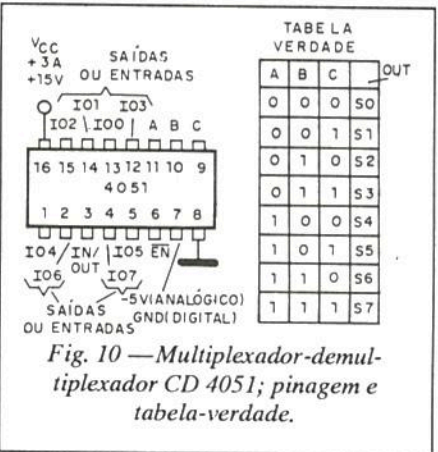 VCC
+ 3 A
+15V
SAÍDAS
OU ENTRADAS
IO1 IO3
IO2 IO0 A B C
16 15 14 13 12 11 10 9
4051
1 2 3 4 5 6 7 8
IO4 IN/ IO5 EN
OUT
IO6 IO7
SAÍDAS
OU ENTRADAS
-5V(ANALÓGICO)
GND(DIGITAL)
TABELA
VERDADE
A B C OUT
0 0 0 S0
0 0 1 S1
0 1 0 S2
0 1 1 S3
1 0 0 S4
1 0 1 S5
1 1 0 S6
1 1 1 S7
Fig. 10 — Multiplexador-demul-
tiplexador CD 4051; pinagem e
tabela-verdade.